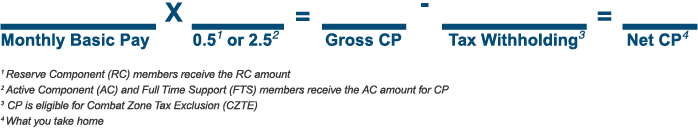 X = - =
Monthly Basic Pay 0.5¹ or 2.5² Gross CP Tax Withholding³ Net CP⁴
¹ Reserve Component (RC) members receive the RC amount
² Active Component (AC) and Full Time Support (FTS) members receive the AC amount for CP
³ CP is eligible for Combat Zone Tax Exclusion (CZTE)
⁴ What you take home